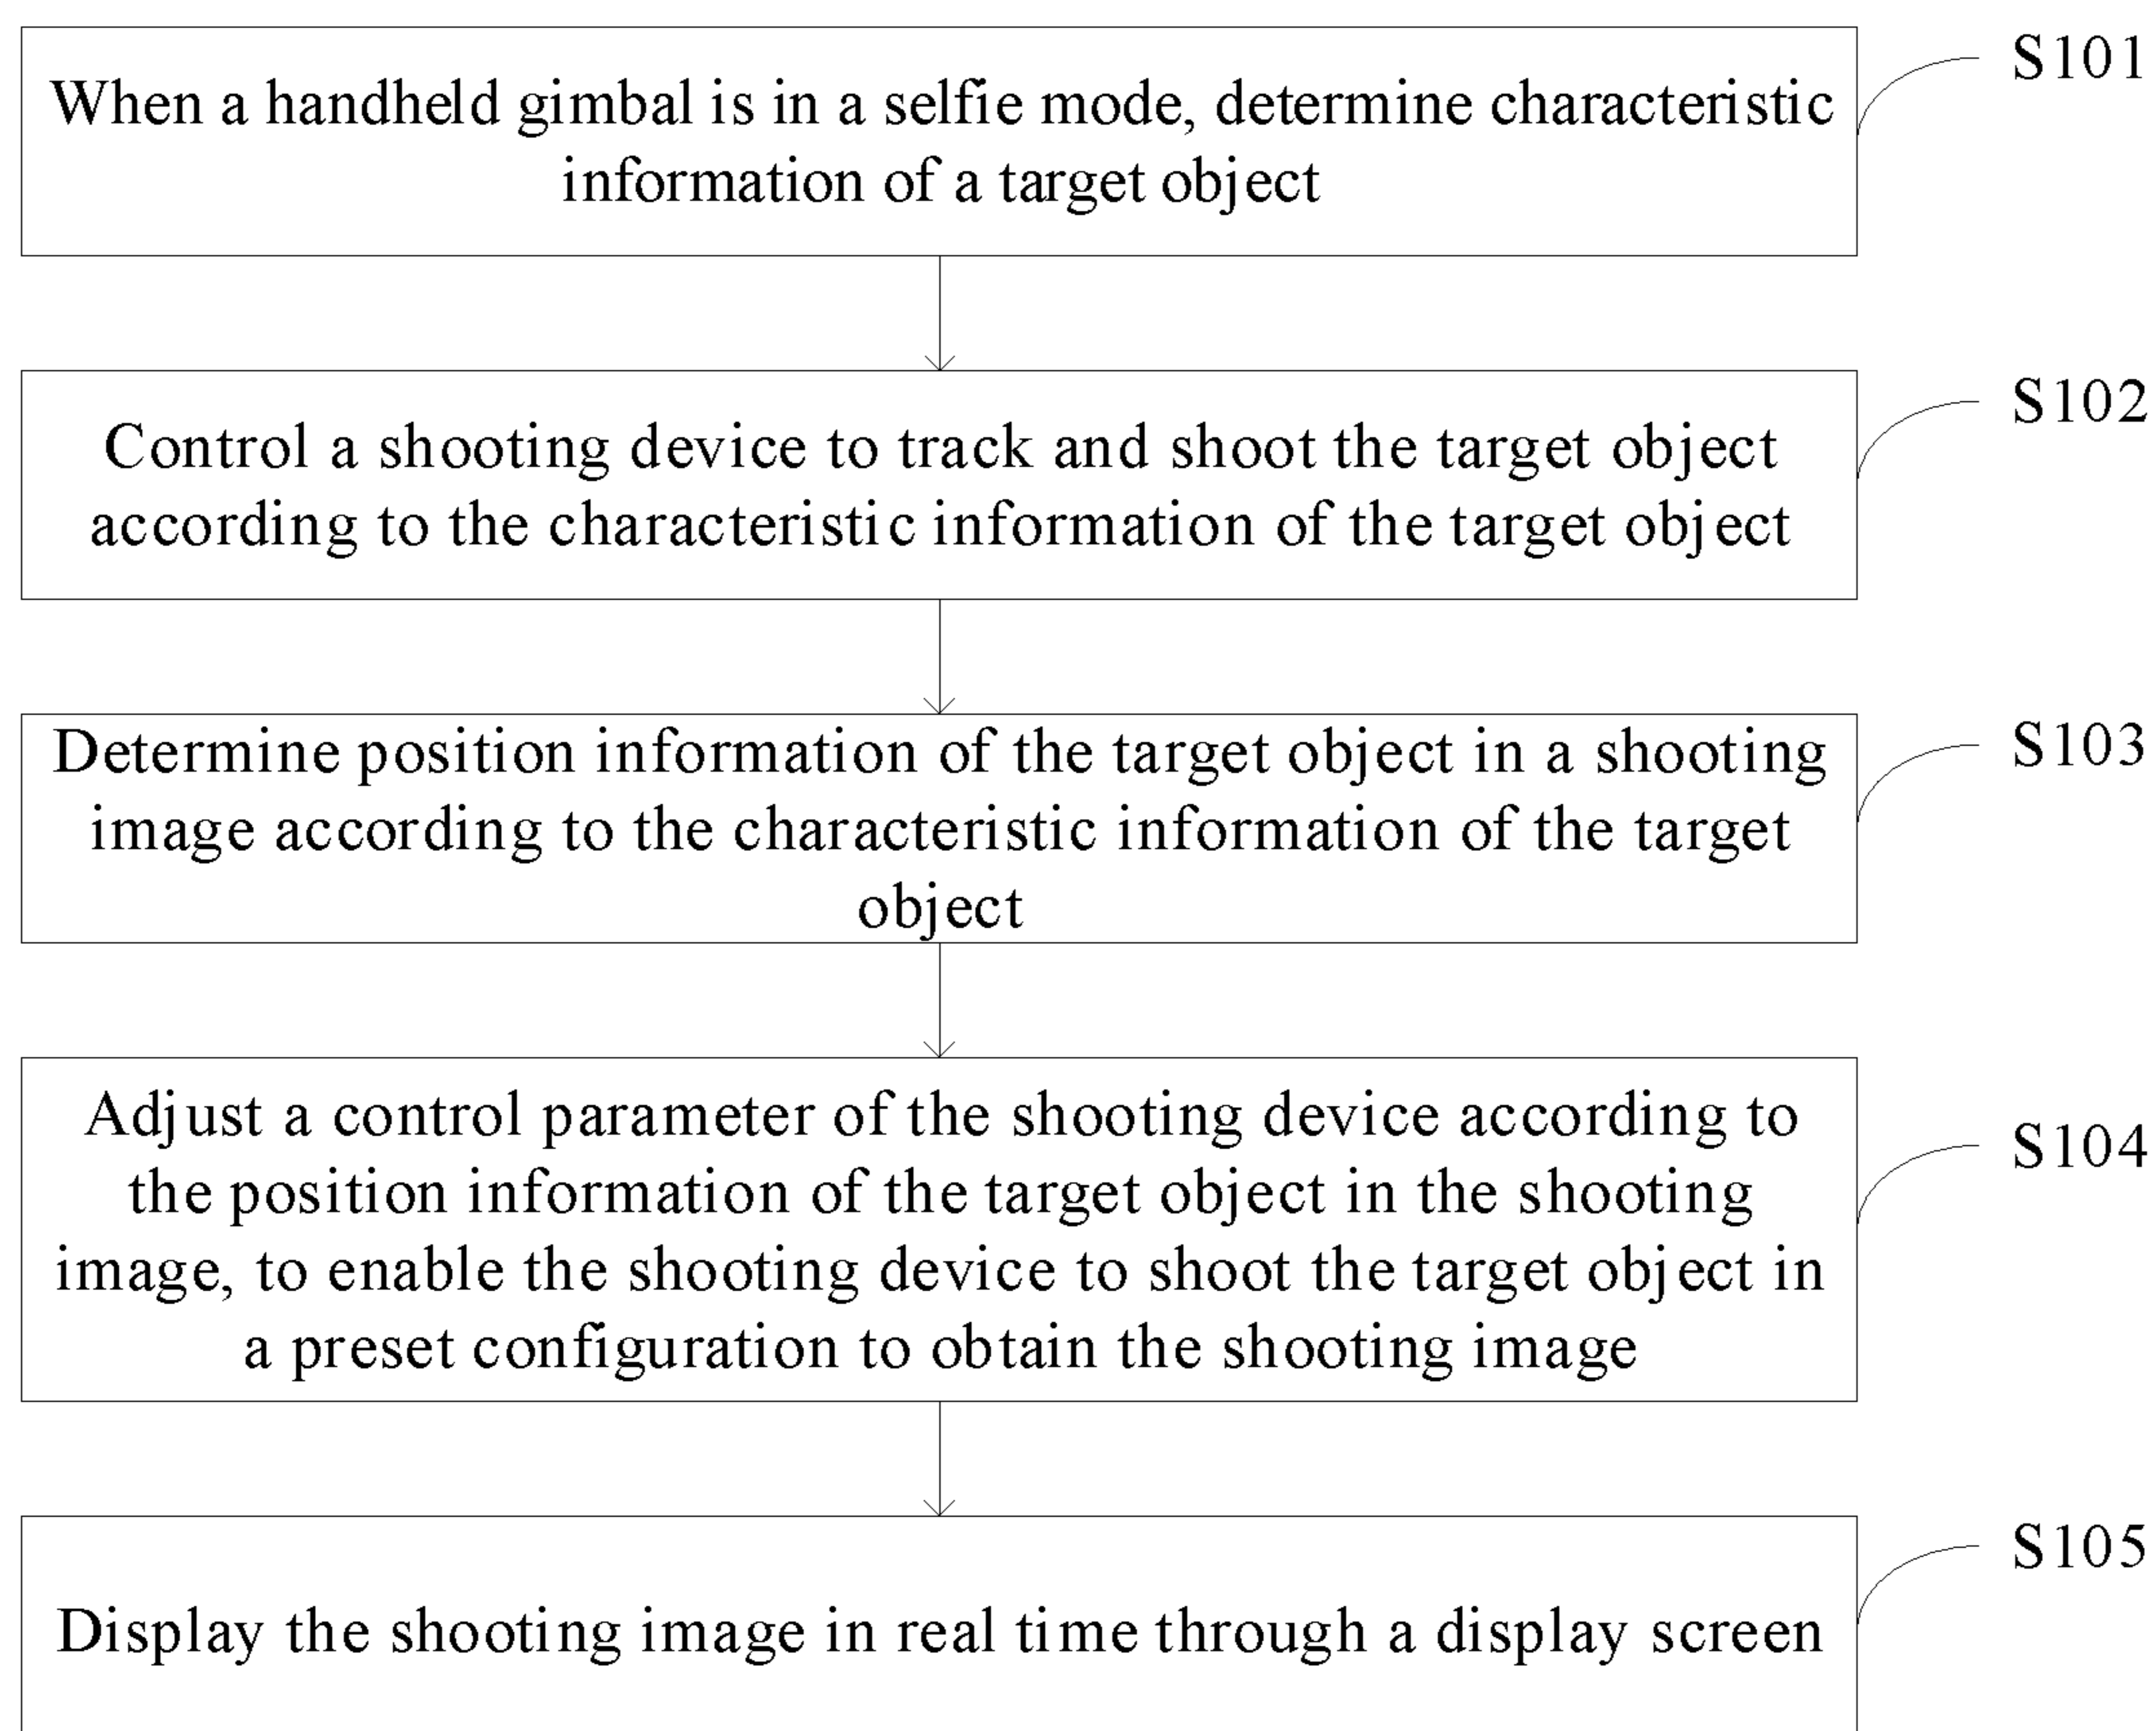 When a handheld gimbal is in a selfie mode, determine characteristic
information of a target object
S101
Control a shooting device to track and shoot the target object
according to the characteristic information of the target object
S102
Determine position information of the target object in a shooting
image according to the characteristic information of the target
object
S103
Adjust a control parameter of the shooting device according to
the position information of the target object in the shooting
image, to enable the shooting device to shoot the target object in
a preset configuration to obtain the shooting image
S104
Display the shooting image in real time through a display screen
S105